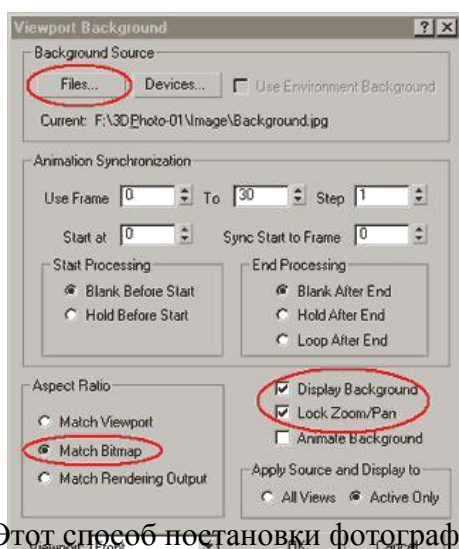 Viewport Background
Background Source
Files... Devices... Use Environment Background
Current: F:\3DPhoto-01\Image\Background.jpg
Animation Synchronization
Use Frame 0 To 30 Step 1
Start at 0 Sync Start to Frame 0
Start Processing
Blank Before Start
Hold Before Start
End Processing
Blank After End
Hold After End
Loop After End
Aspect Ratio
Match Viewport
Match Bitmap
Match Rendering Output
Display Background
Lock Zoom/Pan
Animate Background
Apply Source and Display to
All Views Active Only
Этот способ постановки фотограф